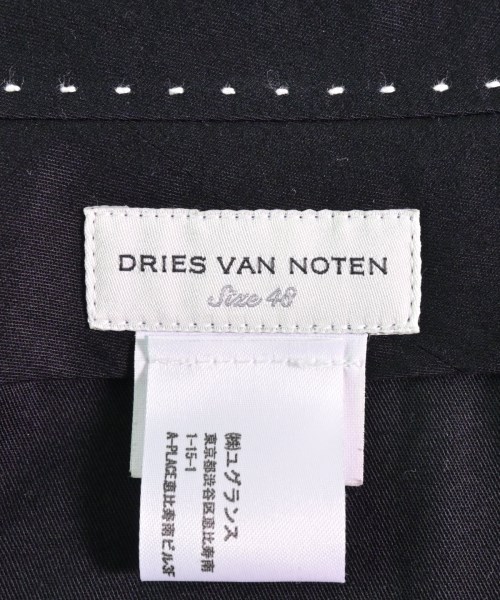 DRIES VAN NOTEN
Size 48
㈱ユグランス
東京都渋谷区恵比寿南
1-15-1
A-PLACE恵比寿南ビル3F